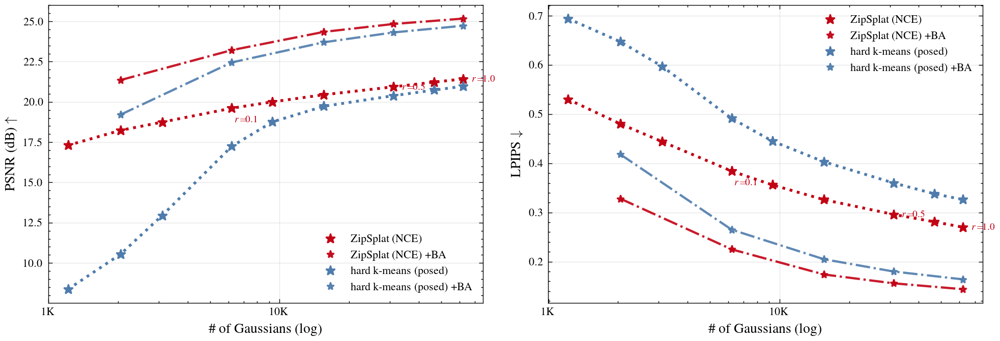 PSNR (dB) ↑
25.0
22.5
20.0
17.5
15.0
12.5
10.0
r=1.0
r=0.5
r=0.1
ZipSplat (NCE)
ZipSplat (NCE) +BA
hard k-means (posed)
hard k-means (posed) +BA
1K
10K
# of Gaussians (log)
LPIPS ↓
0.7
0.6
0.5
0.4
0.3
0.2
ZipSplat (NCE)
ZipSplat (NCE) +BA
hard k-means (posed)
hard k-means (posed) +BA
r=0.1
r=0.5
r=1.0
1K
10K
# of Gaussians (log)